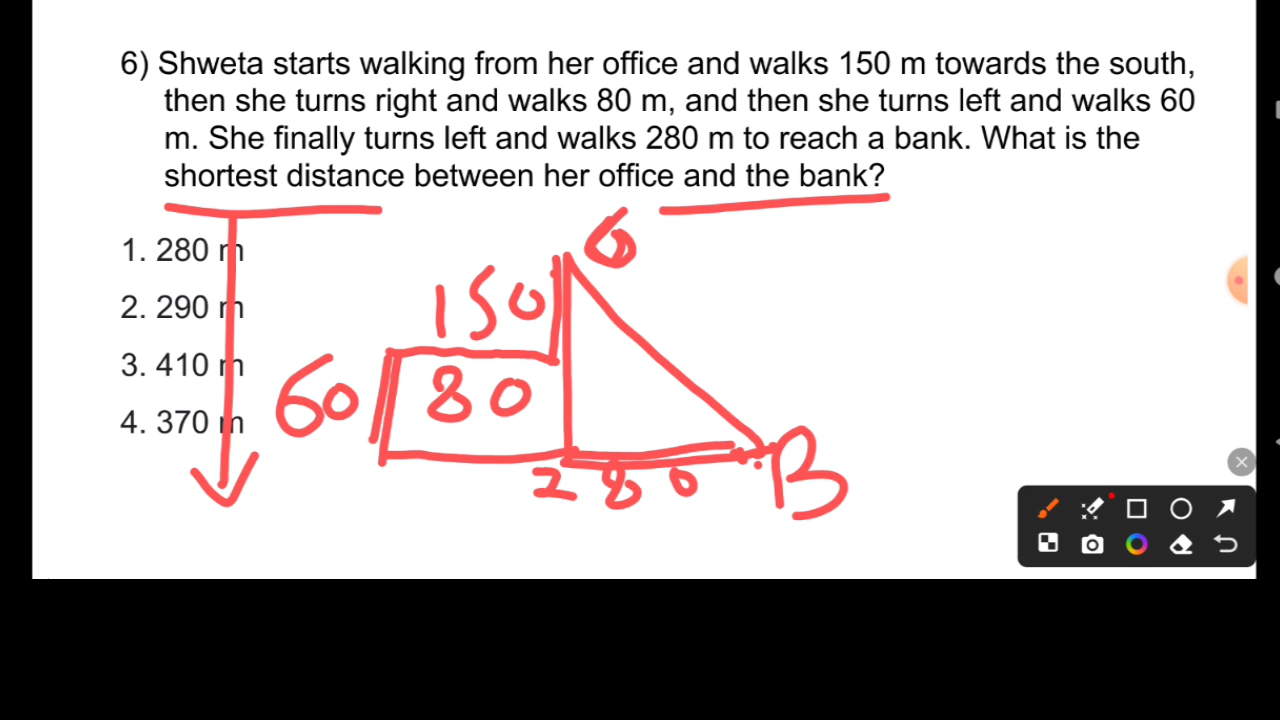 6) Shweta starts walking from her office and walks 150 m towards the south,
then she turns right and walks 80 m, and then she turns left and walks 60
m. She finally turns left and walks 280 m to reach a bank. What is the
shortest distance between her office and the bank?
1. 280 m
2. 290 m
3. 410 m
4. 370 m
O
150
60
80
280
B